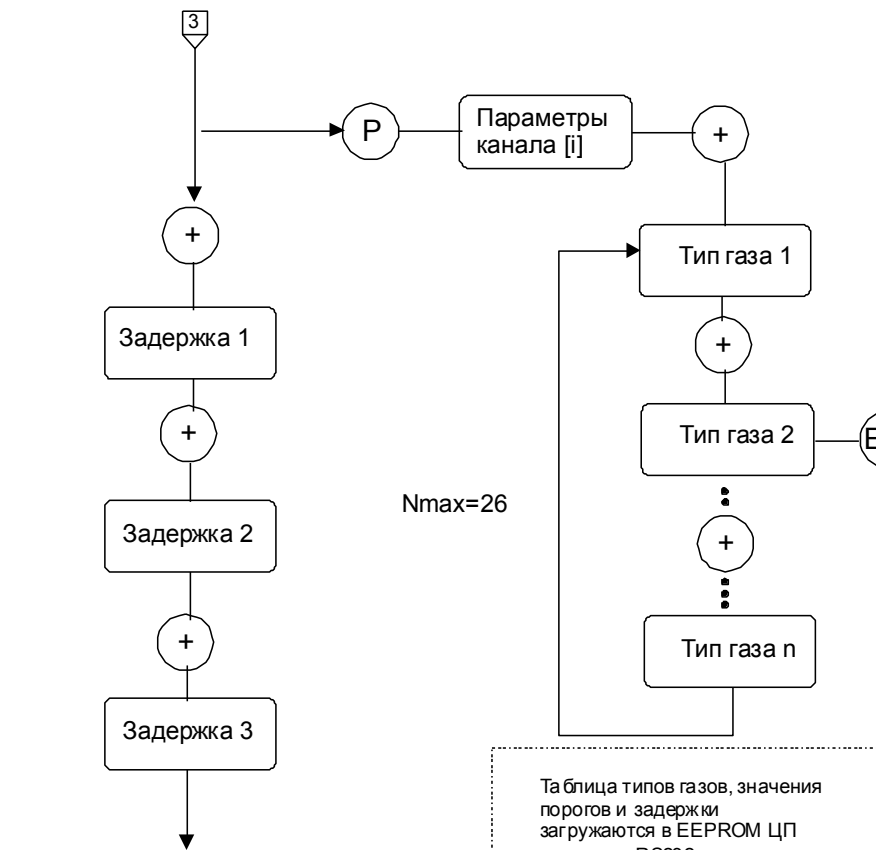 3
P
Параметры
канала [i]
+
+
Тип газа 1
Задержка 1
+
+
Тип газа 2
E
Nmax=26
Задержка 2
+
+
Тип газа n
Задержка 3
Таблица типов газов, значения
порогов и задержки
загружаются в EEPROM ЦП